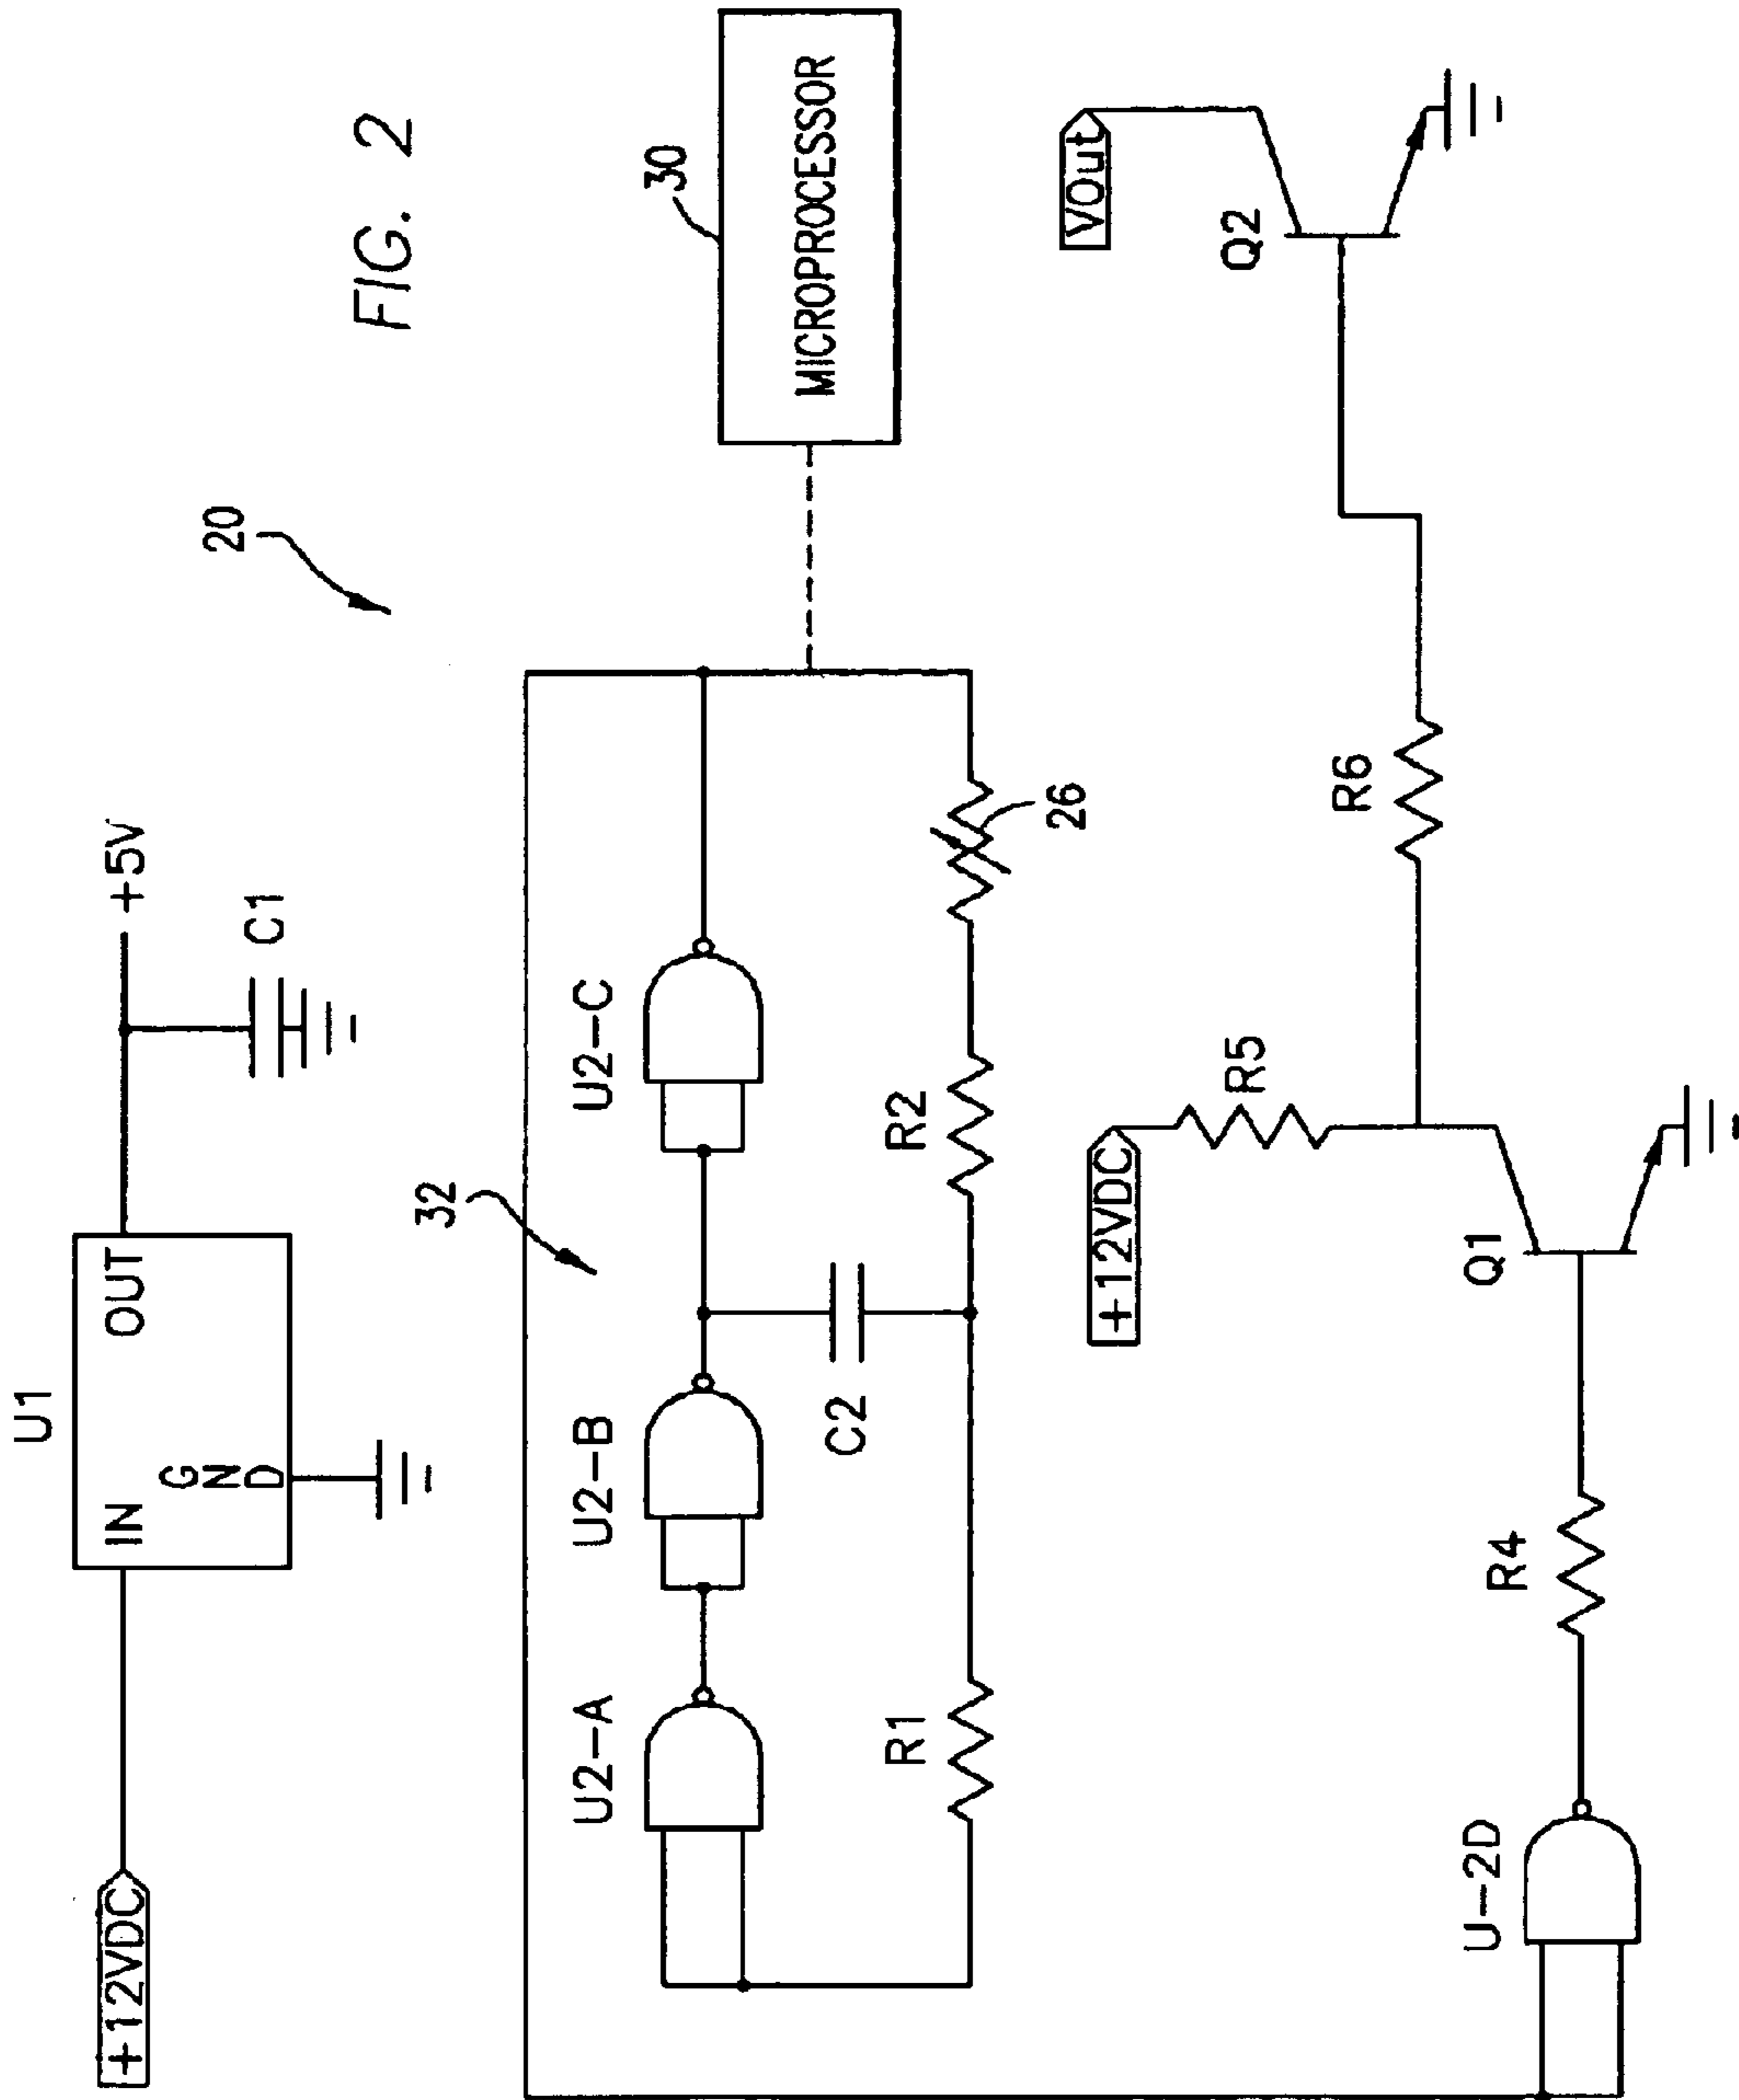 FIG. 2
20
U1
IN
OUT
GND
+12VDC
+5V
C1
32
U2-A
U2-B
U2-C
C2
R1
R2
26
30
MICROPROCESSOR
U-2D
R4
Q1
+12VDC
R5
R6
Q2
VOut